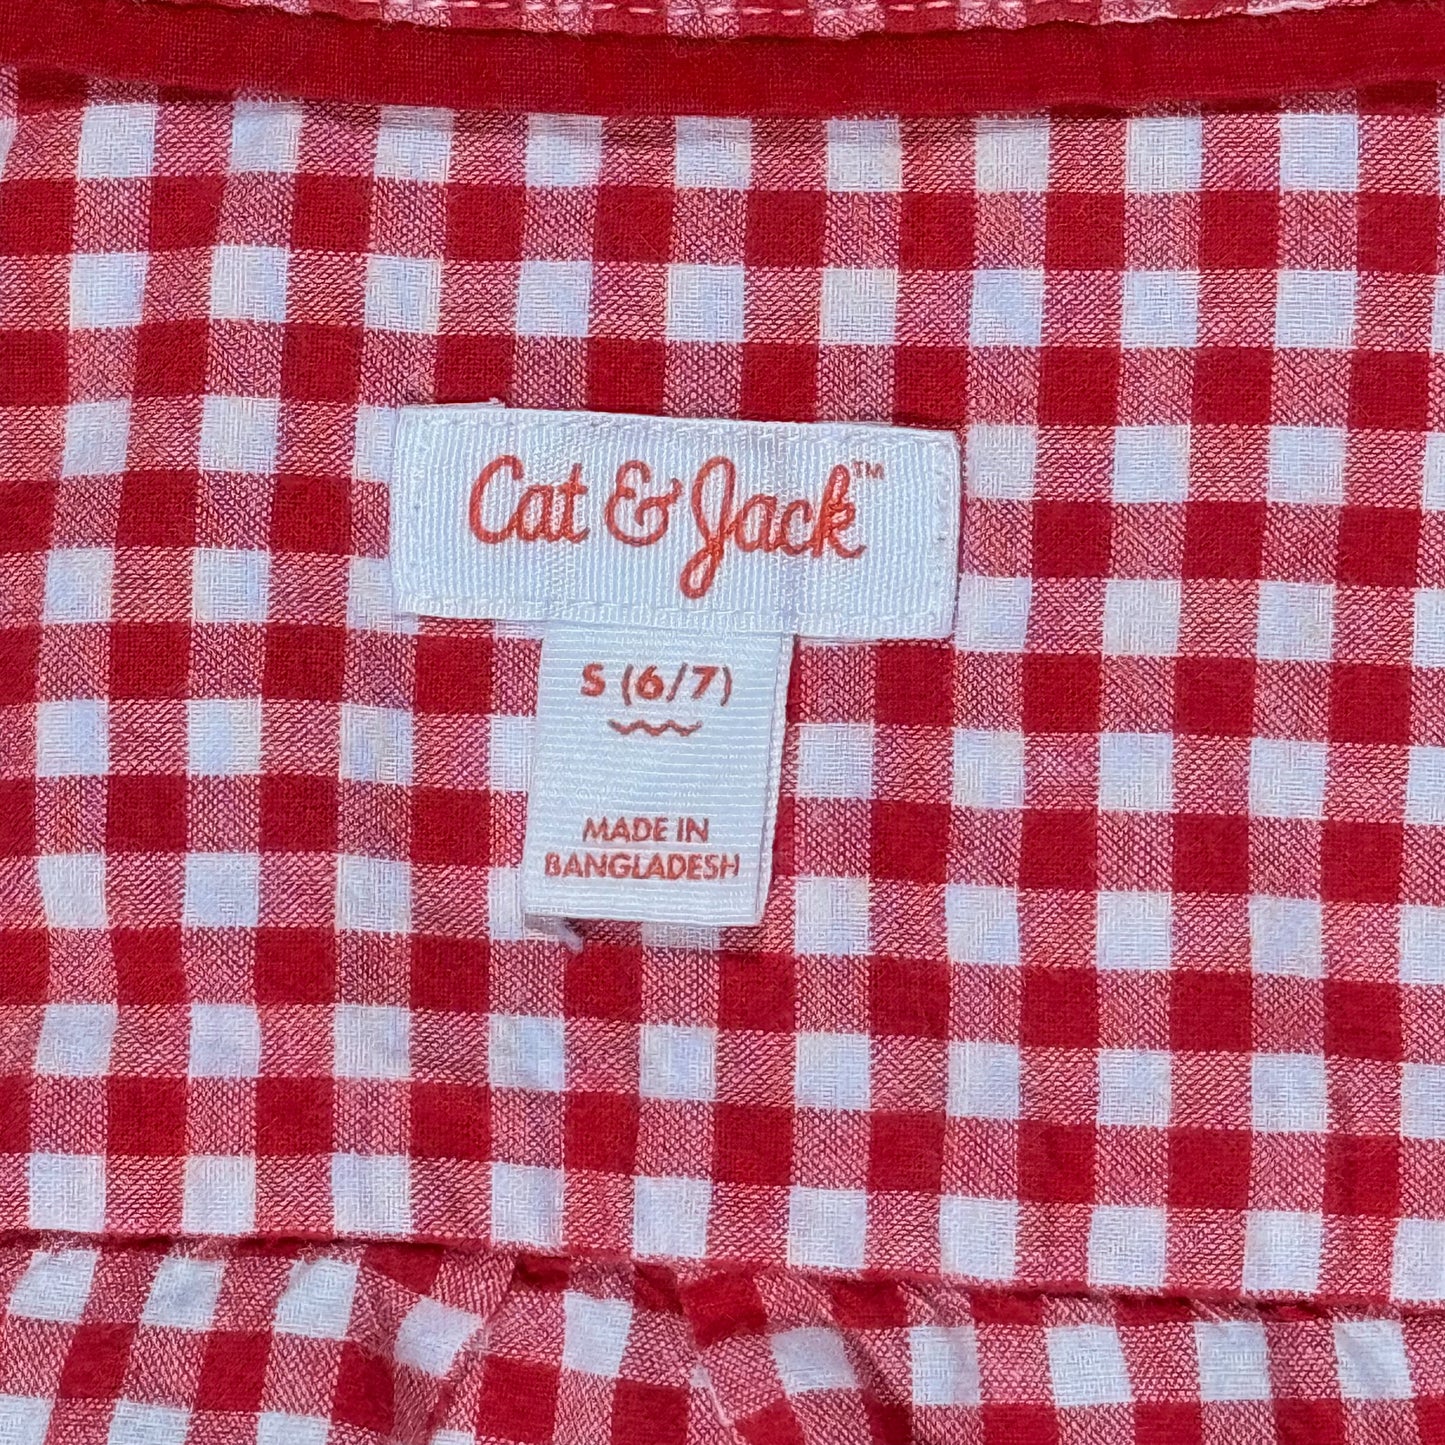 Cat & Jack™
S (6/7)
MADE IN
BANGLADESH